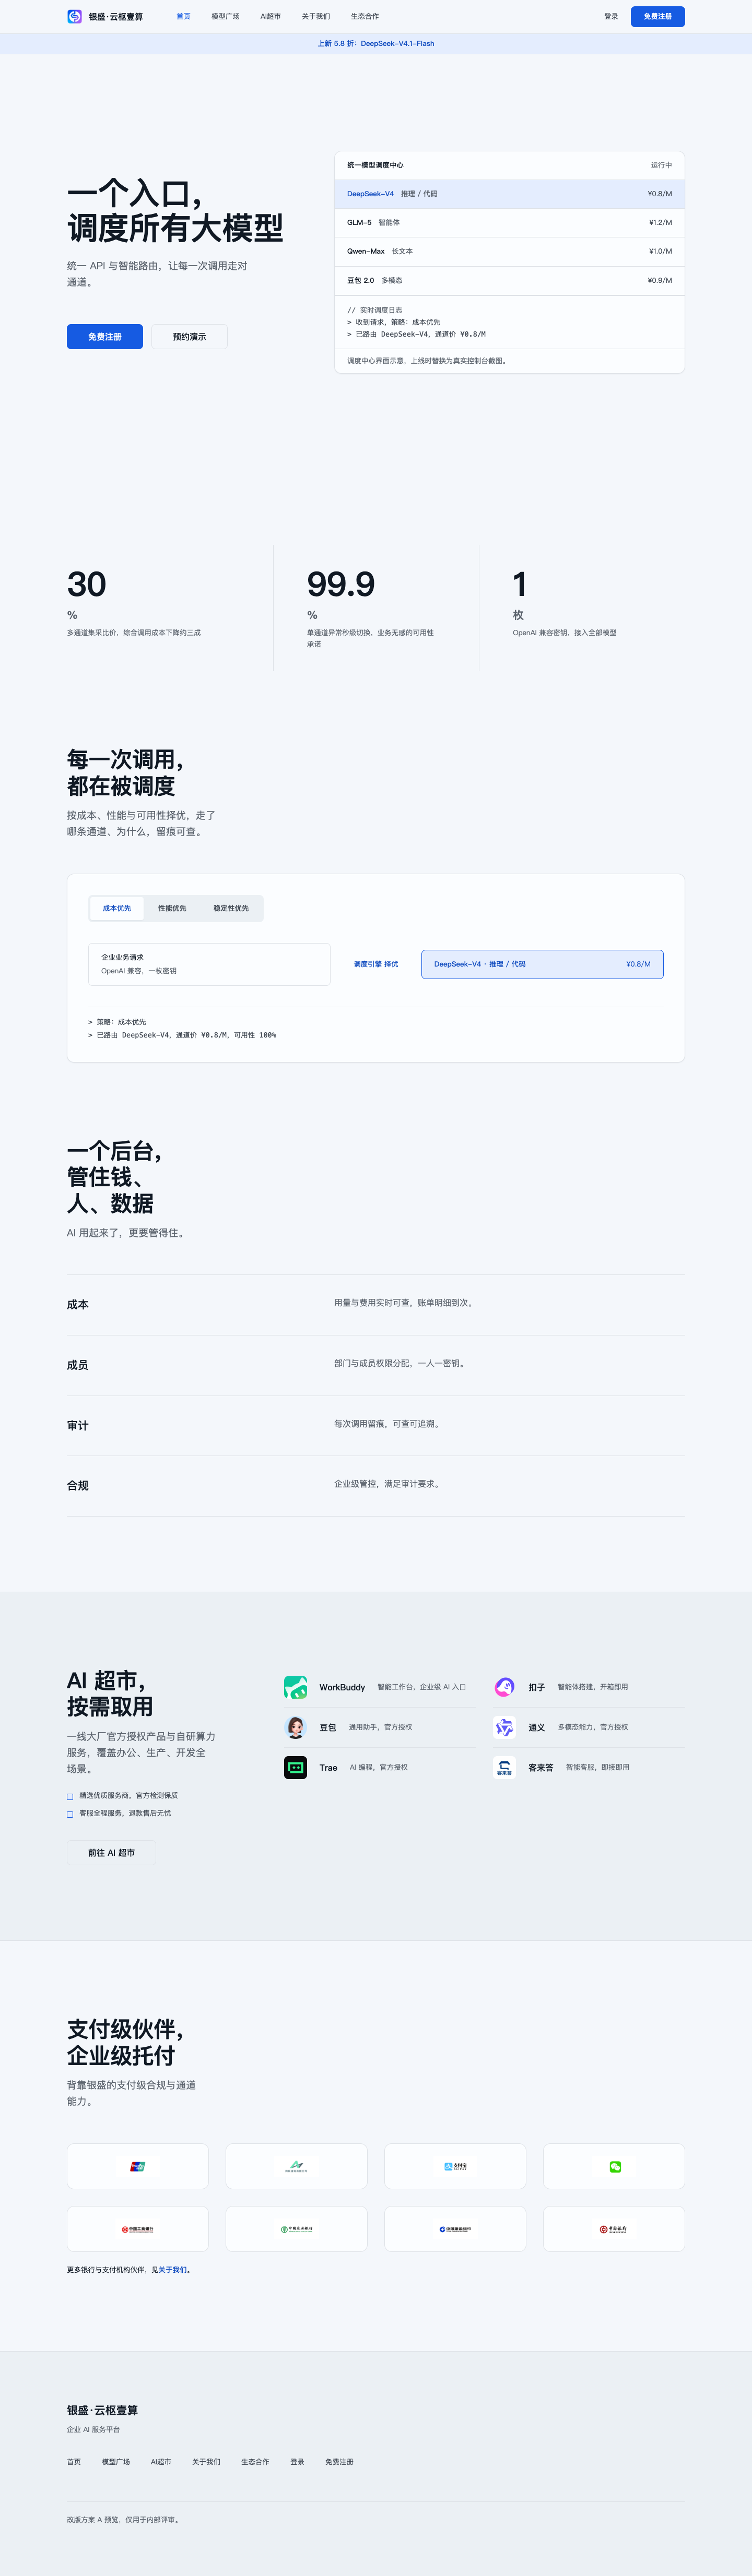 银盛·云枢壹算 首页 模型广场 AI超市 关于我们 生态合作 登录 免费注册
上新 5.8 折：DeepSeek-V4.1-Flash
一个入口，
调度所有大模型
统一 API 与智能路由，让每一次调用走对
通道。
免费注册 预约演示
统一模型调度中心 运行中
DeepSeek-V4 推理 / 代码 ¥0.8/M
GLM-5 智能体 ¥1.2/M
Qwen-Max 长文本 ¥1.0/M
豆包 2.0 多模态 ¥0.9/M
// 实时调度日志
> 收到请求，策略：成本优先
> 已路由 DeepSeek-V4，通道价 ¥0.8/M
调度中心界面示意，上线时替换为真实控制台截图。
30
%
多通道集采比价，综合调用成本下降约三成
99.9
%
单通道异常秒级切换，业务无感的可用性
承诺
1
枚
OpenAI 兼容密钥，接入全部模型
每一次调用，
都在被调度
按成本、性能与可用性择优，走了
哪条通道、为什么，留痕可查。
成本优先 性能优先 稳定性优先
企业业务请求
OpenAI 兼容，一枚密钥
调度引擎 择优
DeepSeek-V4 · 推理 / 代码 ¥0.8/M
> 策略：成本优先
> 已路由 DeepSeek-V4，通道价 ¥0.8/M，可用性 100%
一个后台，
管住钱、
人、数据
AI 用起来了，更要管得住。
成本 用量与费用实时可查，账单明细到次。
成员 部门与成员权限分配，一人一密钥。
审计 每次调用留痕，可查可追溯。
合规 企业级管控，满足审计要求。
AI 超市，
按需取用
一线大厂官方授权产品与自研算力
服务，覆盖办公、生产、开发全
场景。
精选优质服务商，官方检测保质
客服全程服务，退款售后无忧
前往 AI 超市
WorkBuddy 智能工作台，企业级 AI 入口
扣子 智能体搭建，开箱即用
豆包 通用助手，官方授权
通义 多模态能力，官方授权
Trae AI 编程，官方授权
客来答 客来答 智能客服，即接即用
支付级伙伴，
企业级托付
背靠银盛的支付级合规与通道
能力。
支付宝
中国工商银行 中国农业银行 中国建设银行 中国银行
更多银行与支付机构伙伴，见关于我们。
银盛·云枢壹算
企业 AI 服务平台
首页 模型广场 AI超市 关于我们 生态合作 登录 免费注册
改版方案 A 预览，仅用于内部评审。